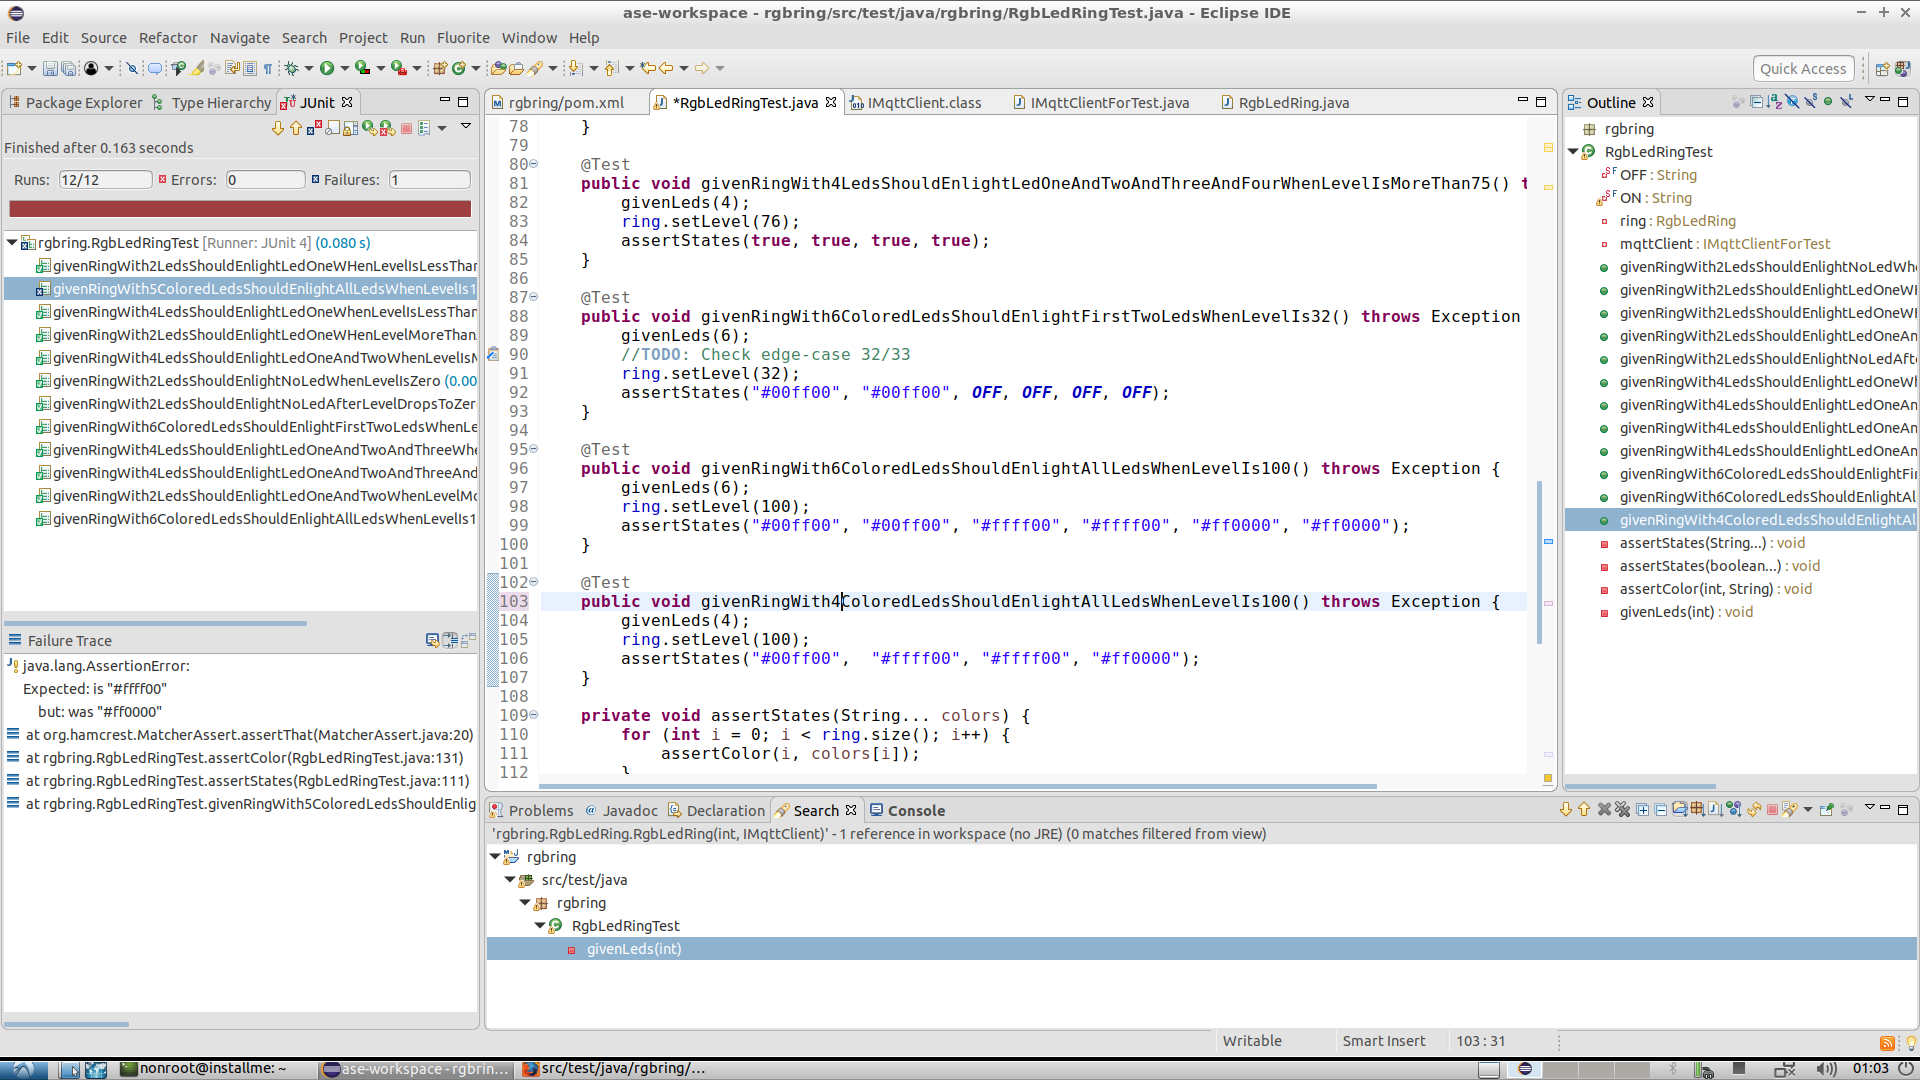 ase-workspace - rgbring/src/test/java/rgbring/RgbLedRingTest.java - Eclipse IDE
File Edit Source Refactor Navigate Search Project Run Fluorite Window Help
Quick Access
Package Explorer Type Hierarchy JUnit
Finished after 0.163 seconds
Runs: 12/12 Errors: 0 Failures: 1
rgbring.RgbLedRingTest [Runner: JUnit 4] (0.080 s)
givenRingWith2LedsShouldEnlightLedOneWHenLevelIsLessThan
givenRingWith5ColoredLedsShouldEnlightAllLedsWhenLevelIs1
givenRingWith4LedsShouldEnlightLedOneWhenLevelIsLessThan
givenRingWith2LedsShouldEnlightLedOneWHenLevelMoreThan
givenRingWith4LedsShouldEnlightLedOneAndTwoWhenLevelIsM
givenRingWith2LedsShouldEnlightNoLedWhenLevelIsZero (0.00
givenRingWith2LedsShouldEnlightNoLedAfterLevelDropsToZero
givenRingWith6ColoredLedsShouldEnlightFirstTwoLedsWhenLe
givenRingWith4LedsShouldEnlightLedOneAndTwoAndThreeWhe
givenRingWith4LedsShouldEnlightLedOneAndTwoAndThreeAnd
givenRingWith2LedsShouldEnlightLedOneAndTwoWhenLevelMo
givenRingWith6ColoredLedsShouldEnlightAllLedsWhenLevelIs1
Failure Trace
java.lang.AssertionError:
Expected: is "#ffff00"
but: was "#ff0000"
at org.hamcrest.MatcherAssert.assertThat(MatcherAssert.java:20)
at rgbring.RgbLedRingTest.assertColor(RgbLedRingTest.java:131)
at rgbring.RgbLedRingTest.assertStates(RgbLedRingTest.java:111)
at rgbring.RgbLedRingTest.givenRingWith5ColoredLedsShouldEnlig
rgbring/pom.xml *RgbLedRingTest.java IMqttClient.class IMqttClientForTest.java RgbLedRing.java
78 }
79
80 @Test
81 public void givenRingWith4LedsShouldEnlightLedOneAndTwoAndThreeAndFourWhenLevelIsMoreThan75() t
82 givenLeds(4);
83 ring.setLevel(76);
84 assertStates(true, true, true, true);
85 }
86
87 @Test
88 public void givenRingWith6ColoredLedsShouldEnlightFirstTwoLedsWhenLevelIs32() throws Exception
89 givenLeds(6);
90 //TODO: Check edge-case 32/33
91 ring.setLevel(32);
92 assertStates("#00ff00", "#00ff00", OFF, OFF, OFF, OFF);
93 }
94
95 @Test
96 public void givenRingWith6ColoredLedsShouldEnlightAllLedsWhenLevelIs100() throws Exception {
97 givenLeds(6);
98 ring.setLevel(100);
99 assertStates("#00ff00", "#00ff00", "#ffff00", "#ffff00", "#ff0000", "#ff0000");
100 }
101
102 @Test
103 public void givenRingWith4ColoredLedsShouldEnlightAllLedsWhenLevelIs100() throws Exception {
104 givenLeds(4);
105 ring.setLevel(100);
106 assertStates("#00ff00",  "#ffff00", "#ffff00", "#ff0000");
107 }
108
109 private void assertStates(String... colors) {
110 for (int i = 0; i < ring.size(); i++) {
111 assertColor(i, colors[i]);
112 }
Outline
rgbring
RgbLedRingTest
OFF : String
ON : String
ring : RgbLedRing
mqttClient : IMqttClientForTest
givenRingWith2LedsShouldEnlightNoLedWh
givenRingWith2LedsShouldEnlightLedOneWH
givenRingWith2LedsShouldEnlightLedOneWH
givenRingWith2LedsShouldEnlightLedOneAn
givenRingWith2LedsShouldEnlightNoLedAft
givenRingWith4LedsShouldEnlightLedOneWh
givenRingWith4LedsShouldEnlightLedOneAn
givenRingWith4LedsShouldEnlightLedOneAn
givenRingWith4LedsShouldEnlightLedOneAn
givenRingWith6ColoredLedsShouldEnlightFi
givenRingWith6ColoredLedsShouldEnlightAl
givenRingWith4ColoredLedsShouldEnlightAl
assertStates(String...) : void
assertStates(boolean...) : void
assertColor(int, String) : void
givenLeds(int) : void
Problems Javadoc Declaration Search Console
'rgbring.RgbLedRing.RgbLedRing(int, IMqttClient)' - 1 reference in workspace (no JRE) (0 matches filtered from view)
rgbring
src/test/java
rgbring
RgbLedRingTest
givenLeds(int)
Writable Smart Insert 103 : 31
nonroot@installme: ~ ase-workspace - rgbrin... src/test/java/rgbring/... 01:03